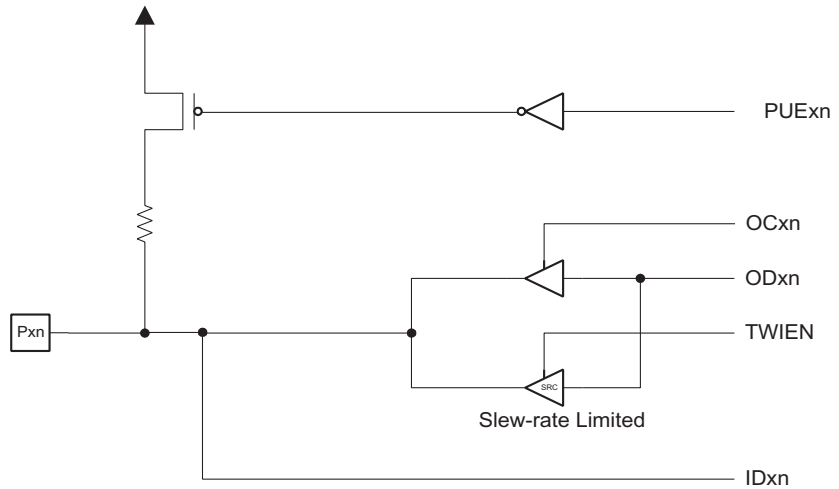 PUExn
OCxn
ODxn
Pxn
TWIEN
SRC
Slew-rate Limited
IDxn